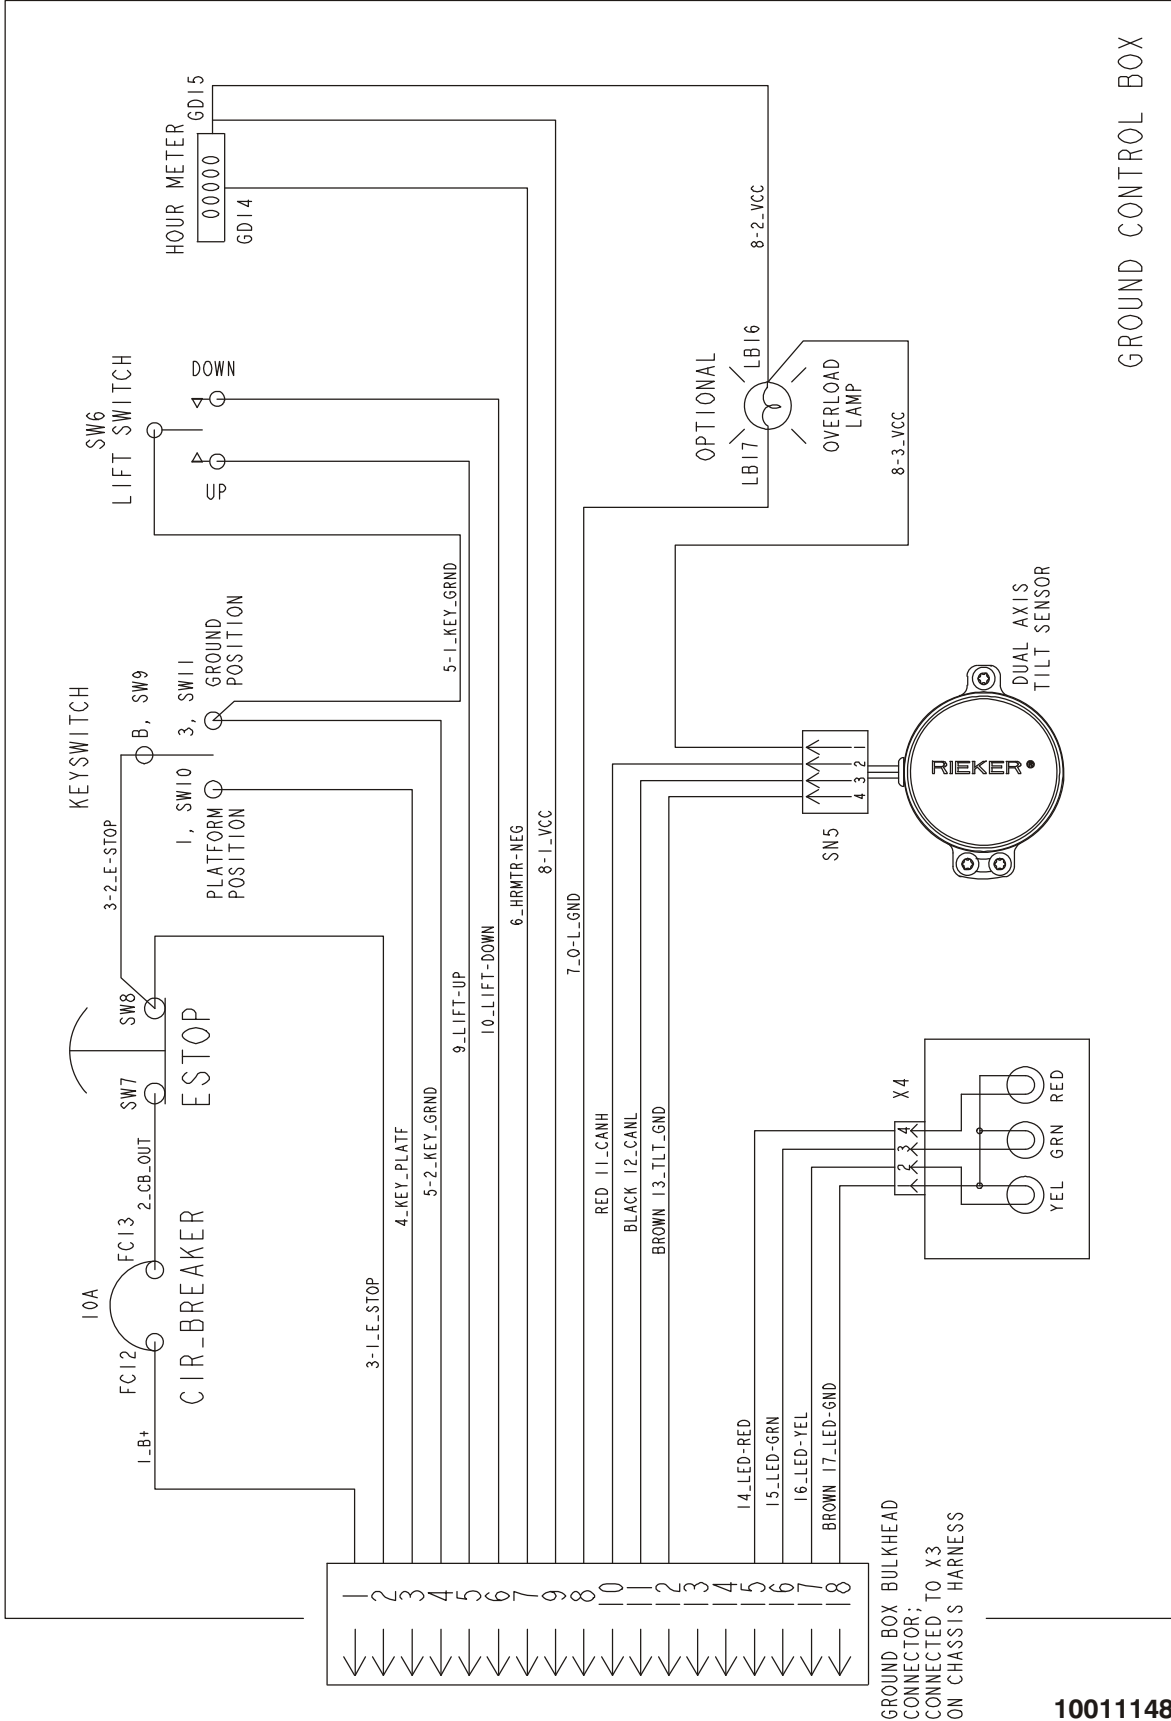 GROUND CONTROL BOX
HOUR METER
00000
GD15
GD14
SW6
LIFT SWITCH
DOWN
UP
KEYSWITCH
B, SW9
3, SW11
GROUND
POSITION
1, SW10
PLATFORM
POSITION
3-2_E-STOP
5-1_KEY_GRND
SW8
SW7
ESTOP
2_CB_OUT
10A
FC13
FC12
CIR_BREAKER
1_B+
3-1_E_STOP
4_KEY_PLATF
5-2_KEY_GRND
9_LIFT-UP
10_LIFT-DOWN
6_HRMTR-NEG
8-1_VCC
7_O-L_GND
RED 11_CANH
BLACK 12_CANL
BROWN 13_TLT_GND
8-2_VCC
OPTIONAL
LB16
LB17
OVERLOAD
LAMP
8-3_VCC
DUAL AXIS
TILT SENSOR
RIEKER®
SN5
1
2
3
4
X4
4
3
2
1
RED
GRN
YEL
14_LED-RED
15_LED-GRN
16_LED-YEL
BROWN 17_LED-GND
1
2
3
4
5
6
7
9
8
10
11
12
13
14
15
16
17
18
GROUND BOX BULKHEAD
CONNECTOR;
CONNECTED TO X3
ON CHASSIS HARNESS
10011148